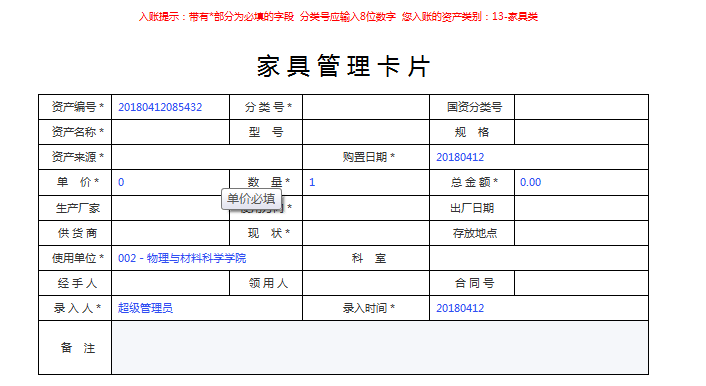 入账提示：带有*部分为必填的字段 分类号应输入8位数字 您入账的资产类别：13-家具类
家具管理卡片
资产编号* 20180412085432 分类号* 国资分类号
资产名称* 型 号 规 格
资产来源* 购置日期* 20180412
单 价* 0 数 量* 1 总金额* 0.00
单价必填
生产厂家 出厂日期
供货商 现 状* 存放地点
使用单位* 002 - 物理与材料科学学院 科 室
经手人 领用人 合同号
录入人* 超级管理员 录入时间* 20180412
备 注